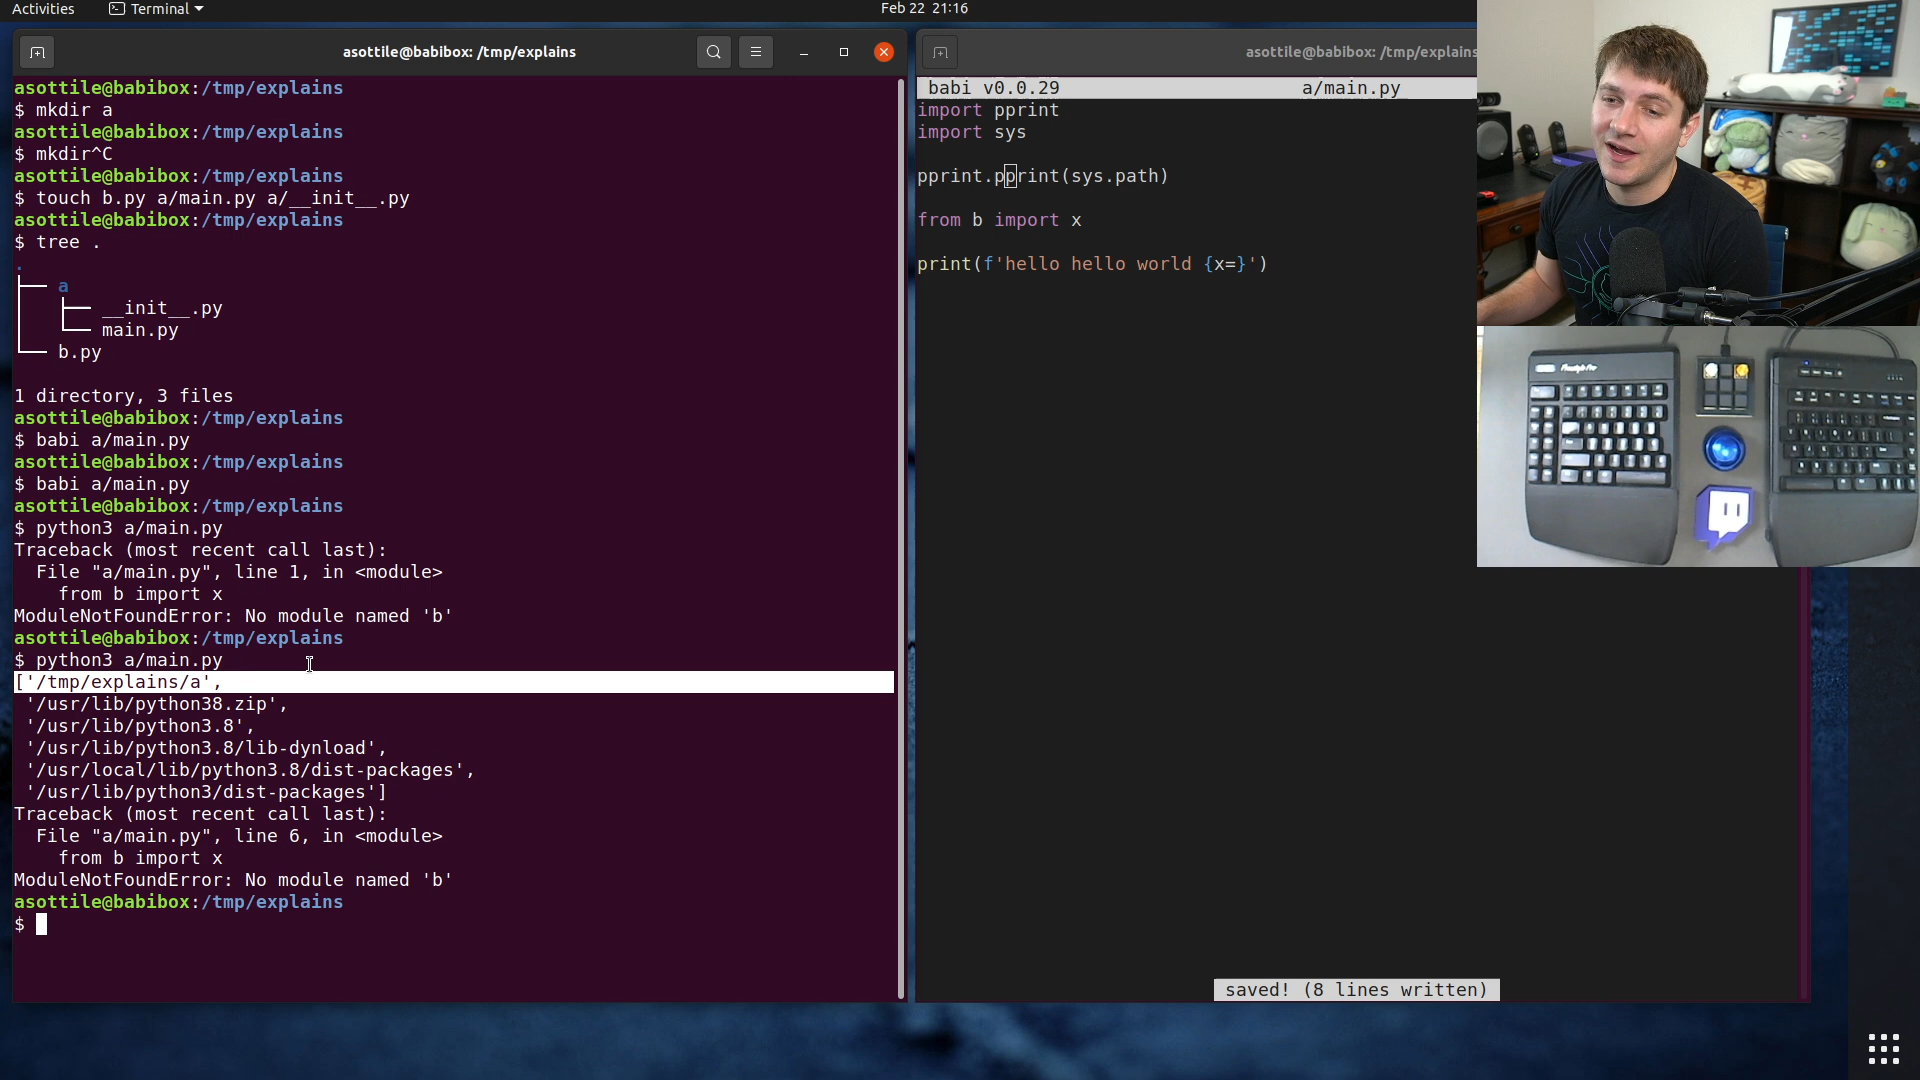 Activities
Terminal
Feb 22 21:16
asottile@babibox: /tmp/explains
asottile@babibox:/tmp/explains
$ mkdir a
asottile@babibox:/tmp/explains
$ mkdir^C
asottile@babibox:/tmp/explains
$ touch b.py a/main.py a/__init__.py
asottile@babibox:/tmp/explains
$ tree .
.
├── a
│   ├── __init__.py
│   └── main.py
└── b.py
1 directory, 3 files
asottile@babibox:/tmp/explains
$ babi a/main.py
asottile@babibox:/tmp/explains
$ babi a/main.py
asottile@babibox:/tmp/explains
$ python3 a/main.py
Traceback (most recent call last):
  File "a/main.py", line 1, in <module>
    from b import x
ModuleNotFoundError: No module named 'b'
asottile@babibox:/tmp/explains
$ python3 a/main.py
['/tmp/explains/a',
 '/usr/lib/python38.zip',
 '/usr/lib/python3.8',
 '/usr/lib/python3.8/lib-dynload',
 '/usr/local/lib/python3.8/dist-packages',
 '/usr/lib/python3/dist-packages']
Traceback (most recent call last):
  File "a/main.py", line 6, in <module>
    from b import x
ModuleNotFoundError: No module named 'b'
asottile@babibox:/tmp/explains
$
asottile@babibox: /tmp/explains
babi v0.0.29 a/main.py
import pprint
import sys
pprint.pprint(sys.path)
from b import x
print(f'hello hello world {x=}')
saved! (8 lines written)
Freestyle Pro